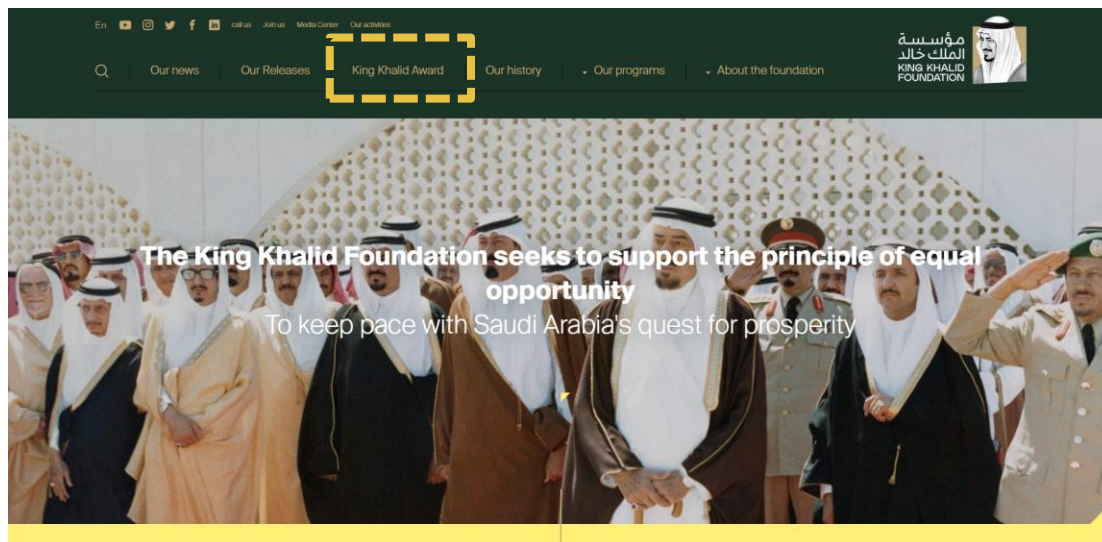 En call us Join us Media Center Our activities
Our news Our Releases King Khalid Award Our history Our programs About the foundation
مؤسسة
الملك خالد
KING KHALID
FOUNDATION
The King Khalid Foundation seeks to support the principle of equal
opportunity
To keep pace with Saudi Arabia's quest for prosperity